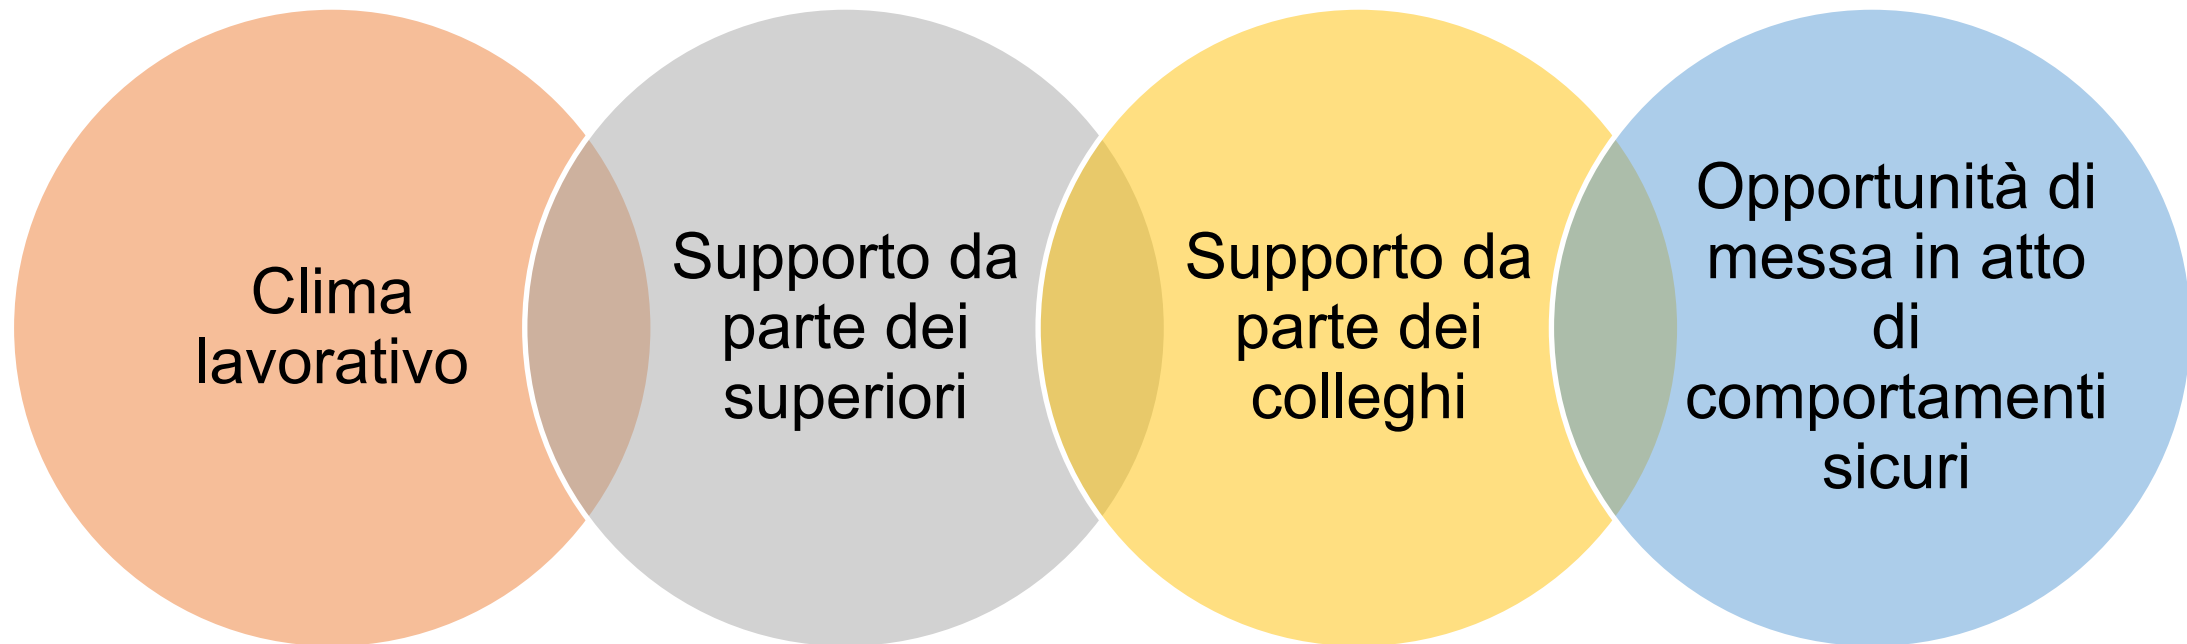 Clima
lavorativo
Supporto da
parte dei
superiori
Supporto da
parte dei
colleghi
Opportunità di
messa in atto
di
comportamenti
sicuri